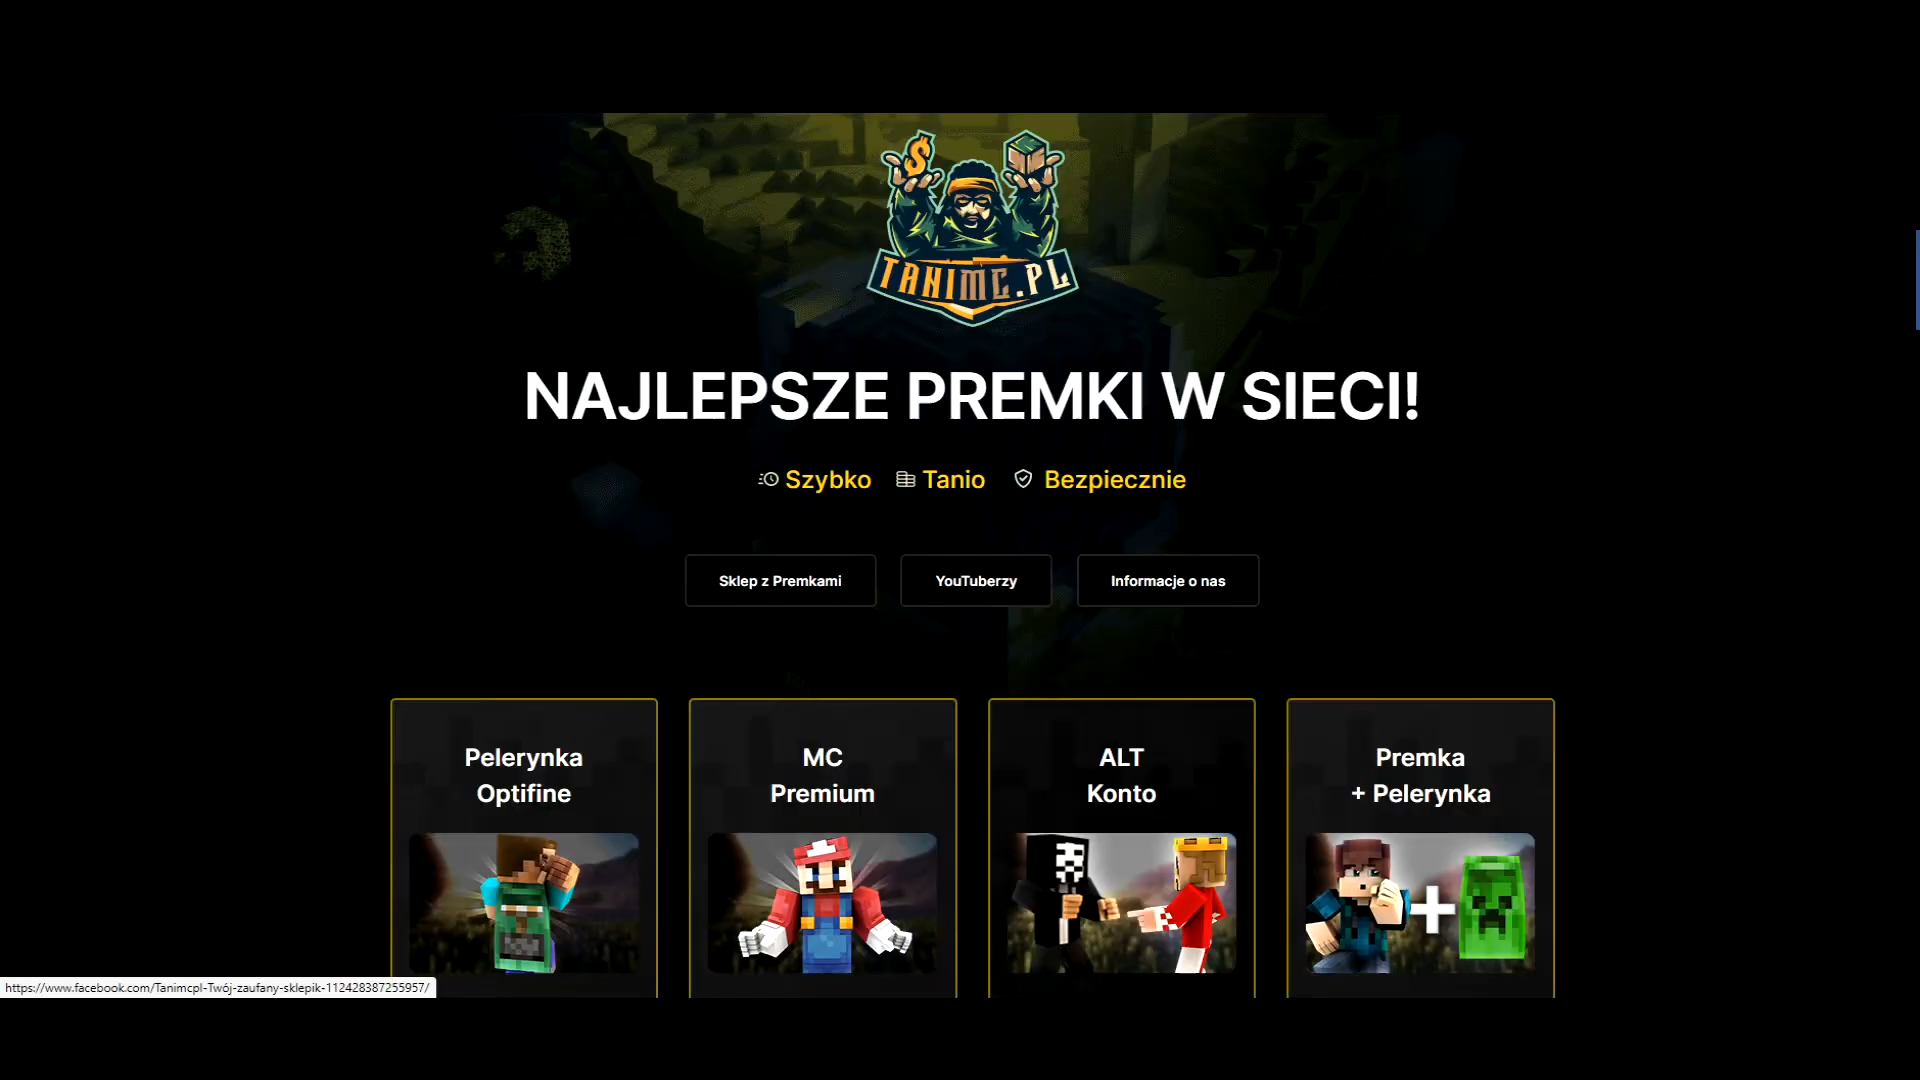 $
TANIMC.PL
NAJLEPSZE PREMKI W SIECI!
Szybko Tanio Bezpiecznie
Sklep z Premkami YouTuberzy Informacje o nas
Pelerynka
Optifine
MC
Premium
ALT
Konto
Premka
+ Pelerynka
https://www.facebook.com/Tanimcpl-Twój-zaufany-sklepik-112428387255957/